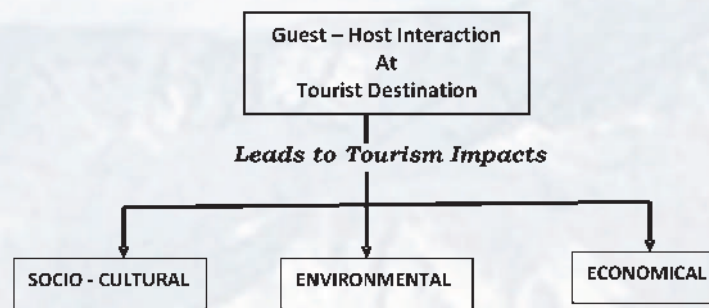 Guest – Host Interaction
At
Tourist Destination
Leads to Tourism Impacts
SOCIO - CULTURAL
ENVIRONMENTAL
ECONOMICAL